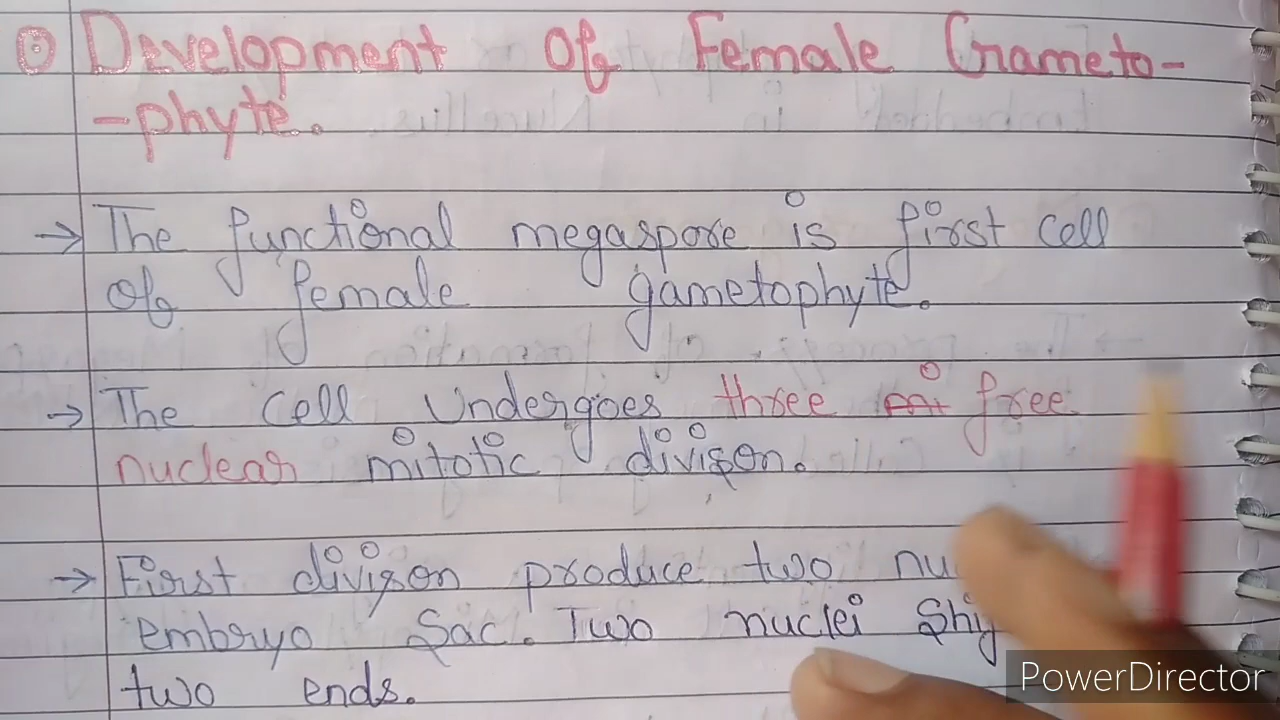 Development Of Female Gameto-
-phyte.
→ The functional megaspore is first cell
of female gametophyte.
→ The cell undergoes three free
nuclear mitotic divison.
→ First divison produce two
embryo Sac. Two nuclei
two ends.
PowerDirector